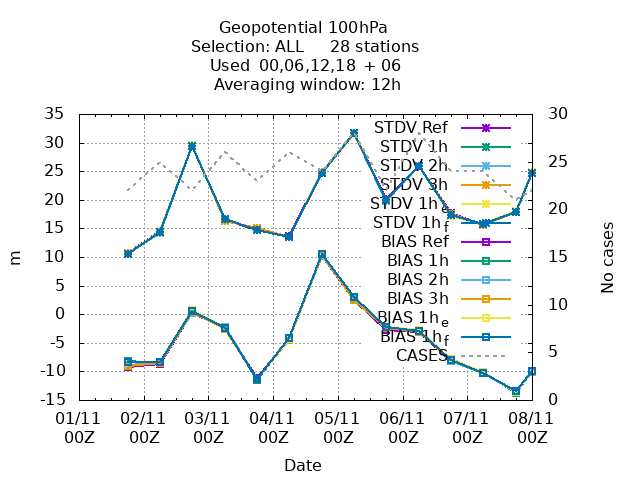 Geopotential 100hPa
Selection: ALL 28 stations
Used 00,06,12,18 + 06
Averaging window: 12h
35
30
25
20
15
10
5
0
-5
-10
-15
m
30
25
20
15
10
5
0
No cases
STDV Ref
STDV 1h
STDV 2h
STDV 3h
STDV 1he
STDV 1hf
BIAS Ref
BIAS 1h
BIAS 2h
BIAS 3h
BIAS 1he
BIAS 1hf
CASES
01/11 02/11 03/11 04/11 05/11 06/11 07/11 08/11
00Z 00Z 00Z 00Z 00Z 00Z 00Z 00Z
Date